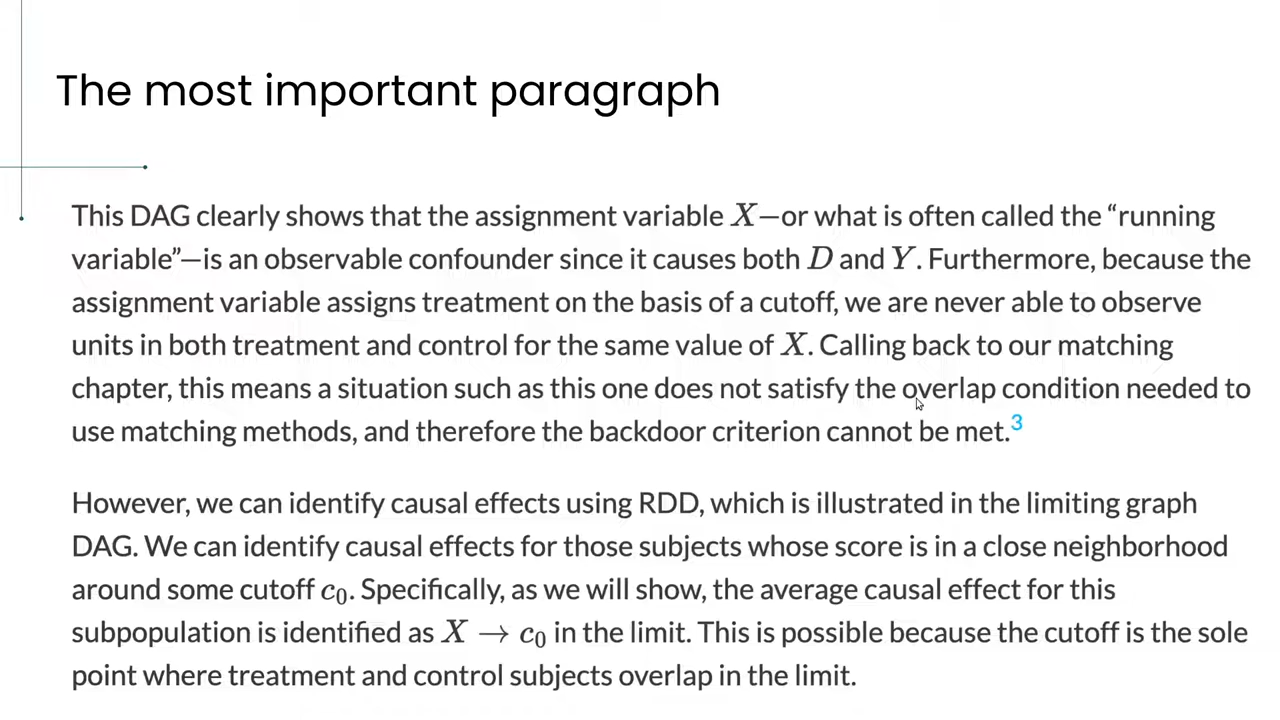 The most important paragraph
This DAG clearly shows that the assignment variable X—or what is often called the “running
variable”—is an observable confounder since it causes both D and Y. Furthermore, because the
assignment variable assigns treatment on the basis of a cutoff, we are never able to observe
units in both treatment and control for the same value of X. Calling back to our matching
chapter, this means a situation such as this one does not satisfy the overlap condition needed to
use matching methods, and therefore the backdoor criterion cannot be met.3
However, we can identify causal effects using RDD, which is illustrated in the limiting graph
DAG. We can identify causal effects for those subjects whose score is in a close neighborhood
around some cutoff c0. Specifically, as we will show, the average causal effect for this
subpopulation is identified as X → c0 in the limit. This is possible because the cutoff is the sole
point where treatment and control subjects overlap in the limit.